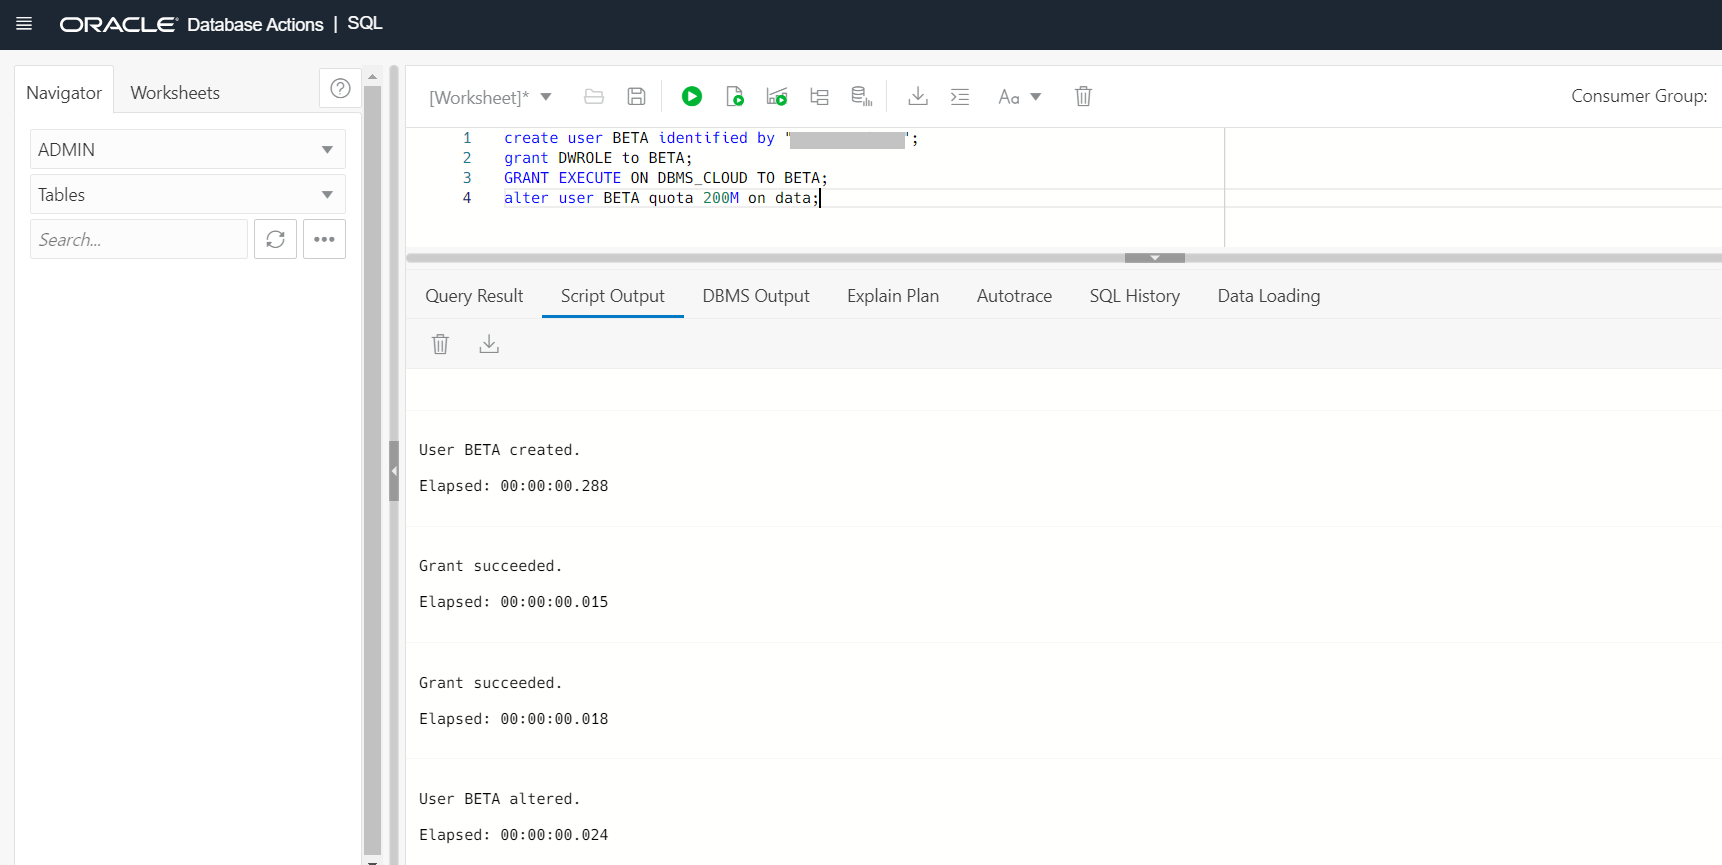 ORACLE Database Actions | SQL
Navigator
Worksheets
ADMIN
Tables
Search...
[Worksheet]*
Aa
Consumer Group:
1 create user BETA identified by "";
2 grant DWROLE to BETA;
3 GRANT EXECUTE ON DBMS_CLOUD TO BETA;
4 alter user BETA quota 200M on data;
Query Result
Script Output
DBMS Output
Explain Plan
Autotrace
SQL History
Data Loading
User BETA created.
Elapsed: 00:00:00.288
Grant succeeded.
Elapsed: 00:00:00.015
Grant succeeded.
Elapsed: 00:00:00.018
User BETA altered.
Elapsed: 00:00:00.024